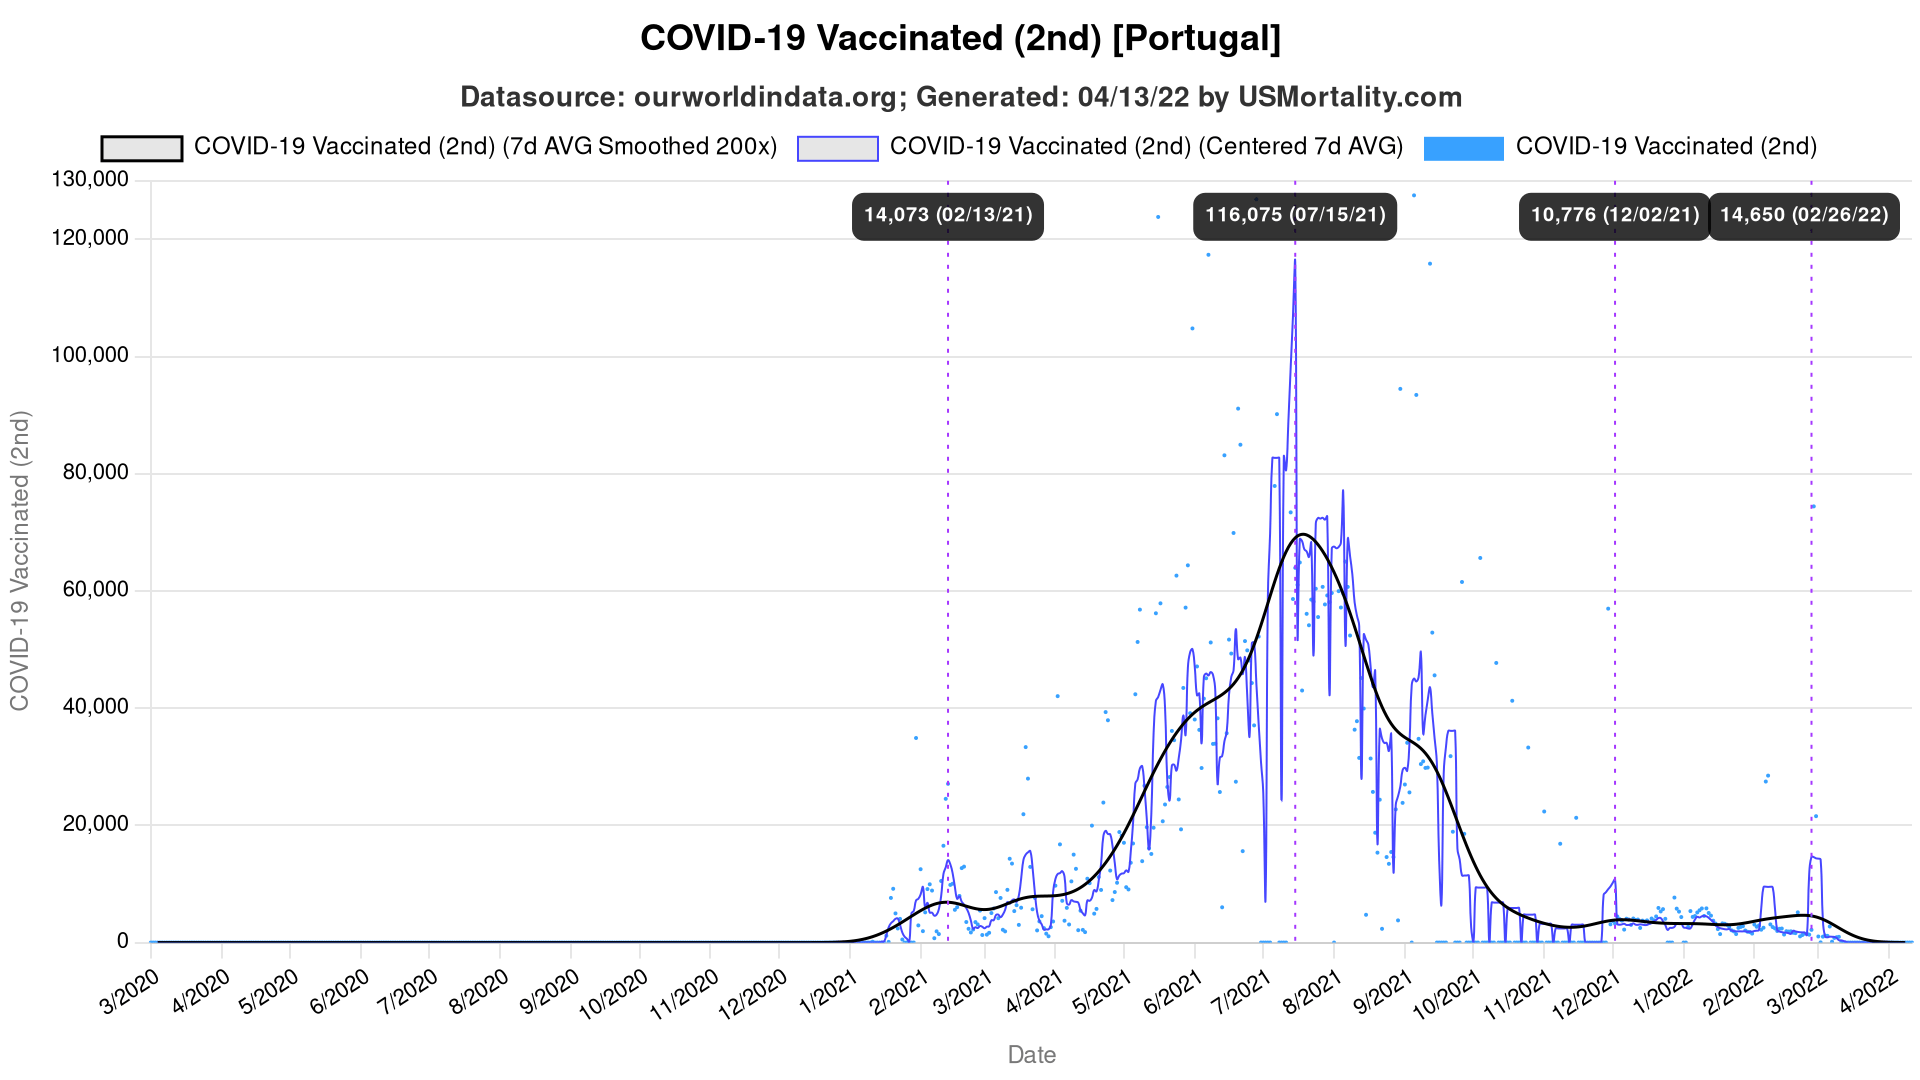 COVID-19 Vaccinated (2nd) [Portugal]
Datasource: ourworldindata.org; Generated: 04/13/22 by USMortality.com
COVID-19 Vaccinated (2nd) (7d AVG Smoothed 200x) COVID-19 Vaccinated (2nd) (Centered 7d AVG) COVID-19 Vaccinated (2nd)
130,000
14,073 (02/13/21) 116,075 (07/15/21) 10,776 (12/02/21) 14,650 (02/26/22)
120,000
100,000
80,000
60,000
40,000
20,000
0
COVID-19 Vaccinated (2nd)
3/2020 4/2020 5/2020 6/2020 7/2020 8/2020 9/2020 10/2020 11/2020 12/2020 1/2021 2/2021 3/2021 4/2021 5/2021 6/2021 7/2021 8/2021 9/2021 10/2021 11/2021 12/2021 1/2022 2/2022 3/2022 4/2022
Date